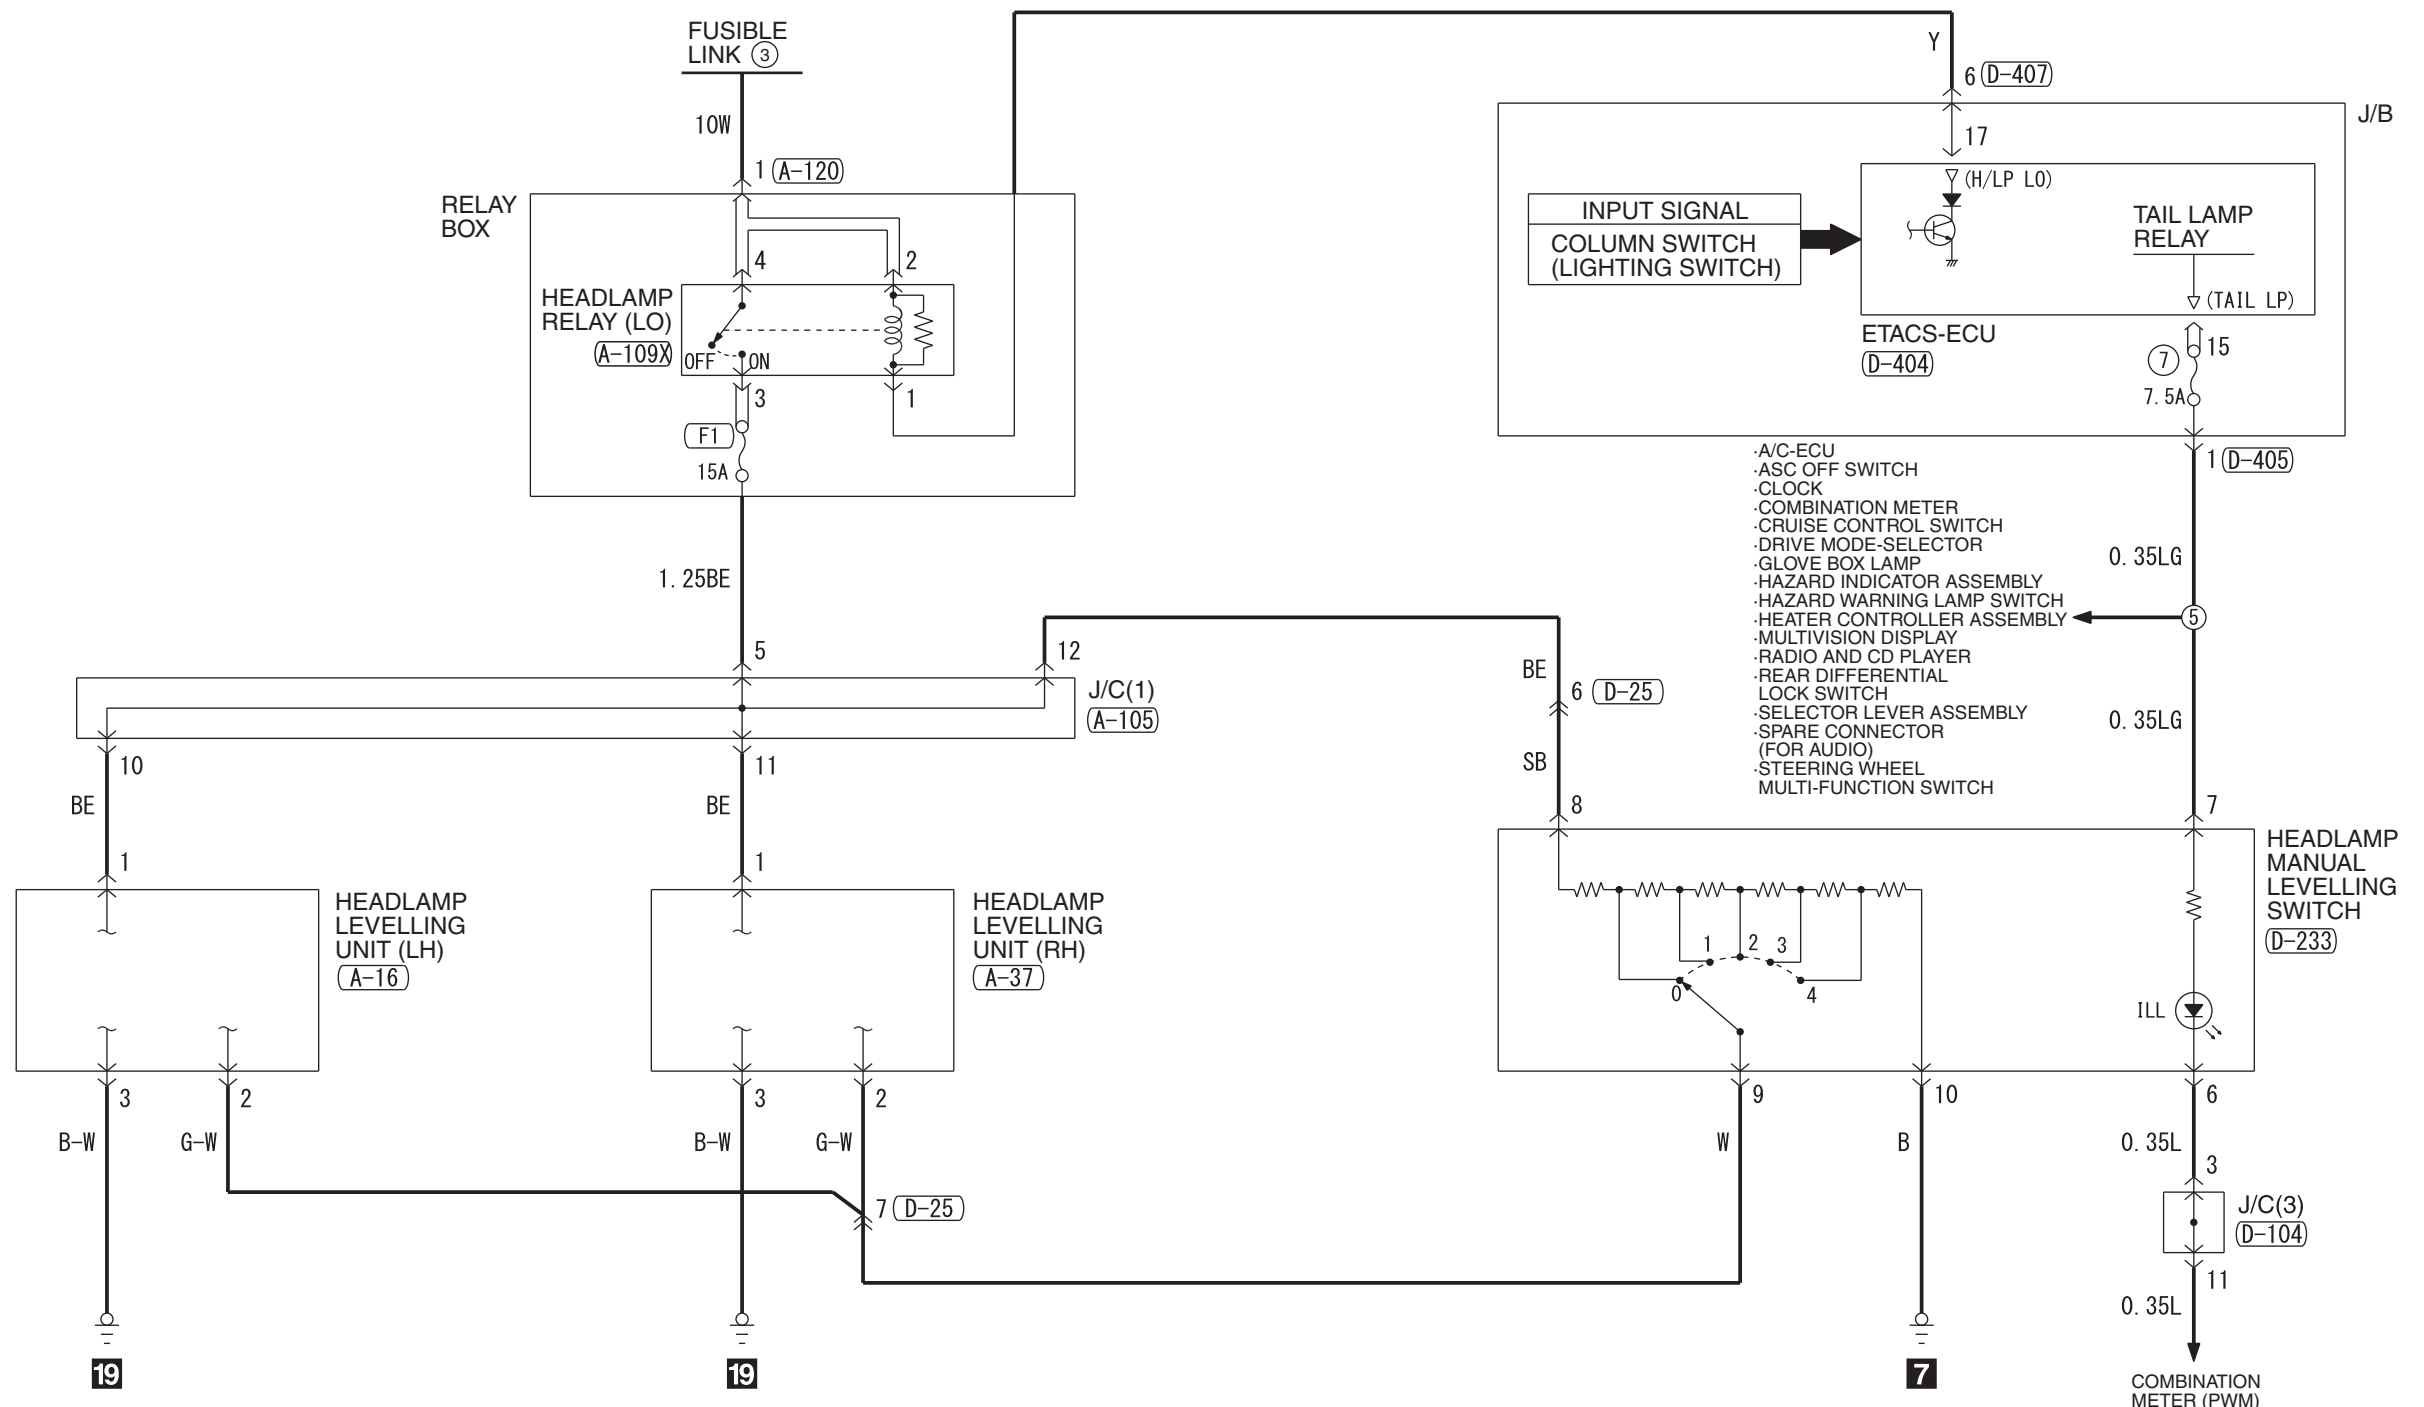 FUSIBLE
LINK 3
10W
1 A-120
RELAY
BOX
4
2
HEADLAMP
RELAY (LO)
A-109X
OFF
ON
3
1
F1
15A
1.25BE
5
12
J/C(1)
A-105
10
11
BE
BE
1
1
HEADLAMP
LEVELLING
UNIT (LH)
A-16
HEADLAMP
LEVELLING
UNIT (RH)
A-37
3
2
3
2
B-W
G-W
B-W
G-W
7 D-25
19
19
Y
6 D-407
J/B
17
(H/LP LO)
INPUT SIGNAL
COLUMN SWITCH
(LIGHTING SWITCH)
TAIL LAMP
RELAY
(TAIL LP)
ETACS-ECU
D-404
15
7
7.5A
1 D-405
·A/C-ECU
·ASC OFF SWITCH
·CLOCK
·COMBINATION METER
·CRUISE CONTROL SWITCH
·DRIVE MODE-SELECTOR
·GLOVE BOX LAMP
·HAZARD INDICATOR ASSEMBLY
·HAZARD WARNING LAMP SWITCH
·HEATER CONTROLLER ASSEMBLY
·MULTIVISION DISPLAY
·RADIO AND CD PLAYER
·REAR DIFFERENTIAL
LOCK SWITCH
·SELECTOR LEVER ASSEMBLY
·SPARE CONNECTOR
(FOR AUDIO)
·STEERING WHEEL
MULTI-FUNCTION SWITCH
0.35LG
5
0.35LG
BE
6 D-25
SB
8
7
HEADLAMP
MANUAL
LEVELLING
SWITCH
D-233
0
1
2
3
4
ILL
9
10
6
W
B
0.35L
3
J/C(3)
D-104
11
0.35L
7
COMBINATION
METER (PWM)